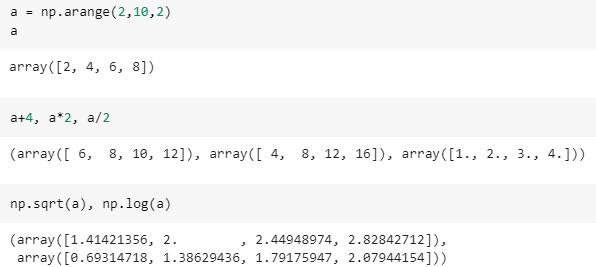 a = np.arange(2,10,2)
a
array([2, 4, 6, 8])
a+4, a*2, a/2
(array([ 6,  8, 10, 12]), array([ 4,  8, 12, 16]), array([1., 2., 3., 4.]))
np.sqrt(a), np.log(a)
(array([1.41421356, 2.        , 2.44948974, 2.82842712]),
 array([0.69314718, 1.38629436, 1.79175947, 2.07944154]))